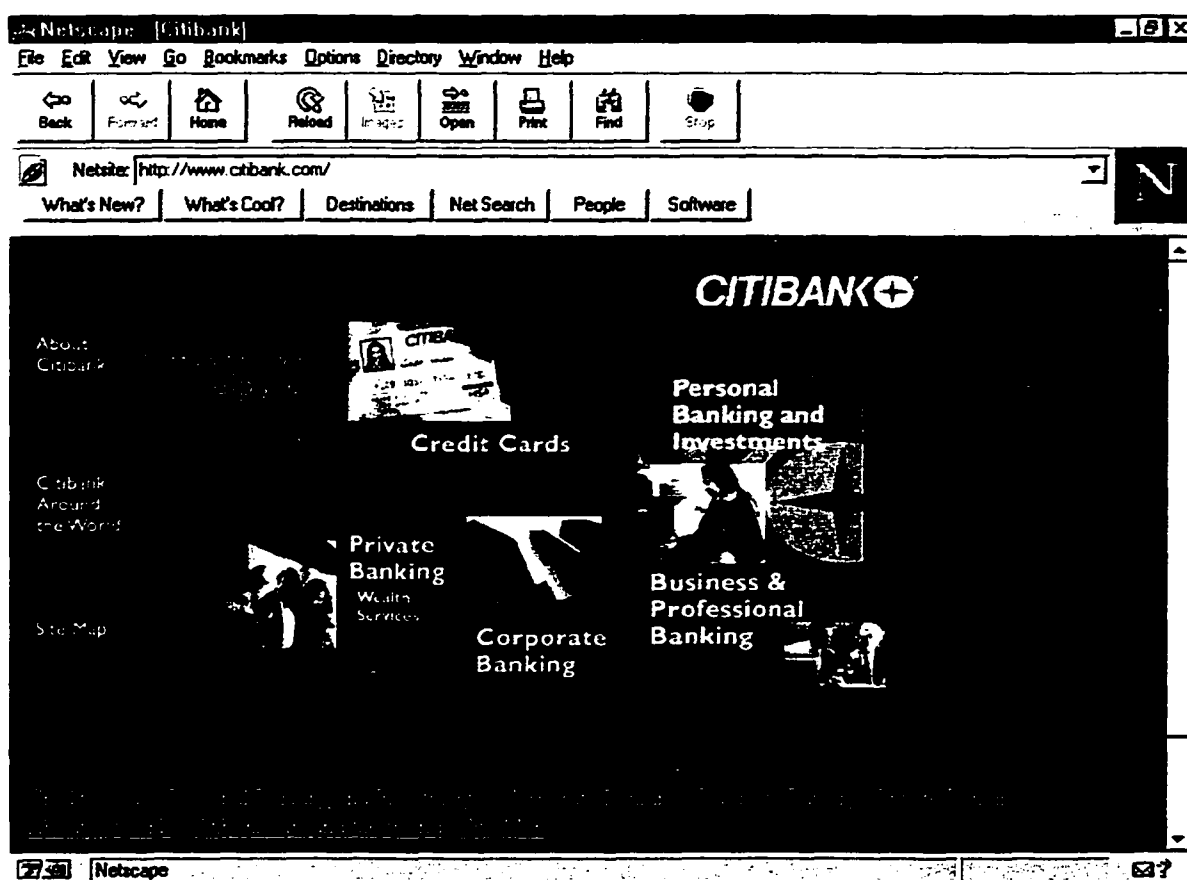 Netscape - [Citibank]
File Edit View Go Bookmarks Options Directory Window Help
Back Forward Home Reload Images Open Print Find Stop
Netsite: http://www.citibank.com/
What's New? What's Cool? Destinations Net Search People Software
N
CITIBANK
About
Citibank
CITIBA
Credit Cards
Personal
Banking and
Investments
Citibank
Around
the World
Private
Banking
Wealth
Services
Business &
Professional
Banking
Site Map
Corporate
Banking
Netscape